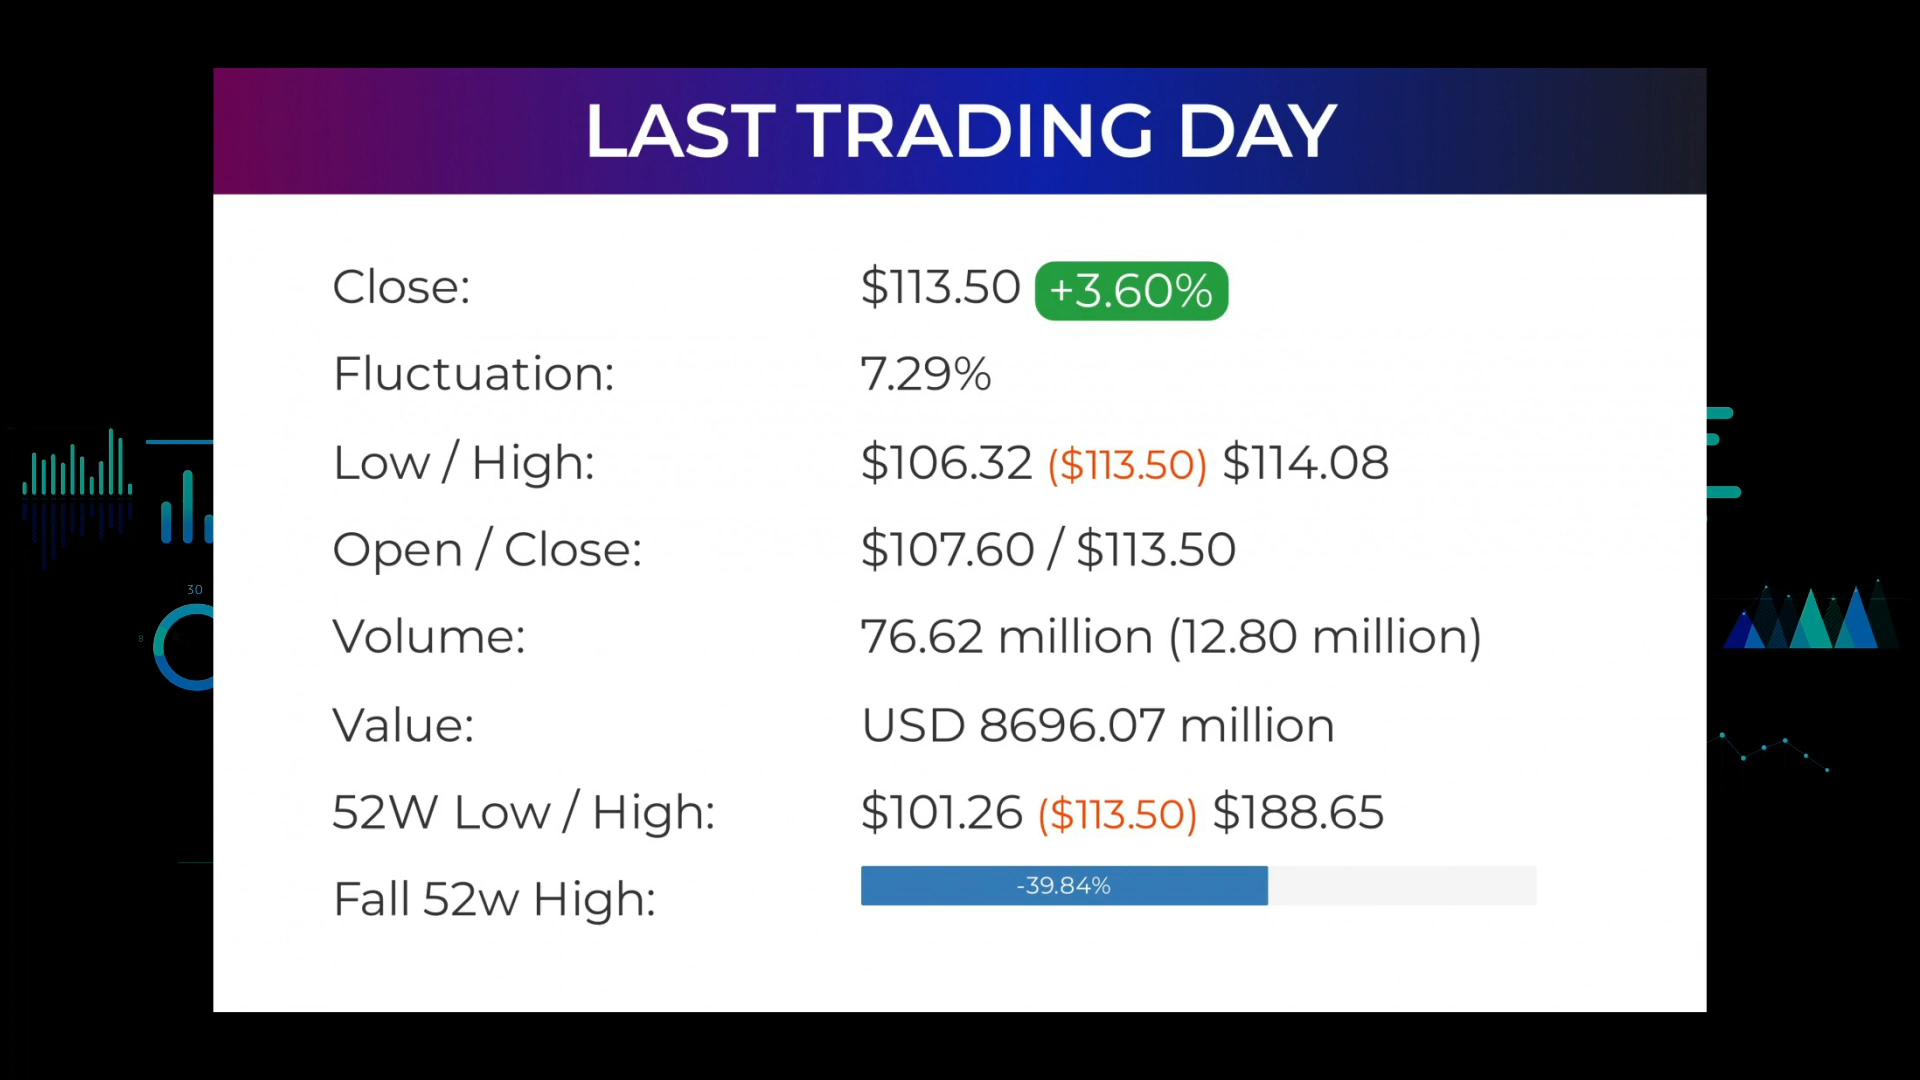 LAST TRADING DAY
Close: $113.50 +3.60%
Fluctuation: 7.29%
Low / High: $106.32 ($113.50) $114.08
Open / Close: $107.60 / $113.50
Volume: 76.62 million (12.80 million)
30
8
Value: USD 8696.07 million
52W Low / High: $101.26 ($113.50) $188.65
Fall 52w High: -39.84%